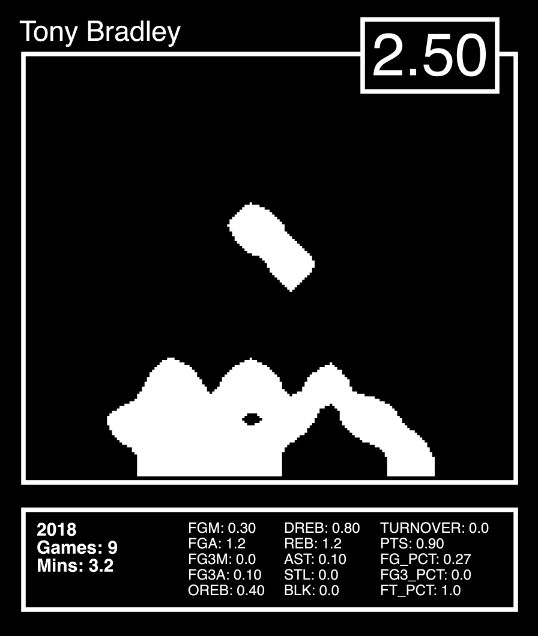 Tony Bradley
2.50
2018
Games: 9
Mins: 3.2
FGM: 0.30
FGA: 1.2
FG3M: 0.0
FG3A: 0.10
OREB: 0.40
DREB: 0.80
REB: 1.2
AST: 0.10
STL: 0.0
BLK: 0.0
TURNOVER: 0.0
PTS: 0.90
FG_PCT: 0.27
FG3_PCT: 0.0
FT_PCT: 1.0